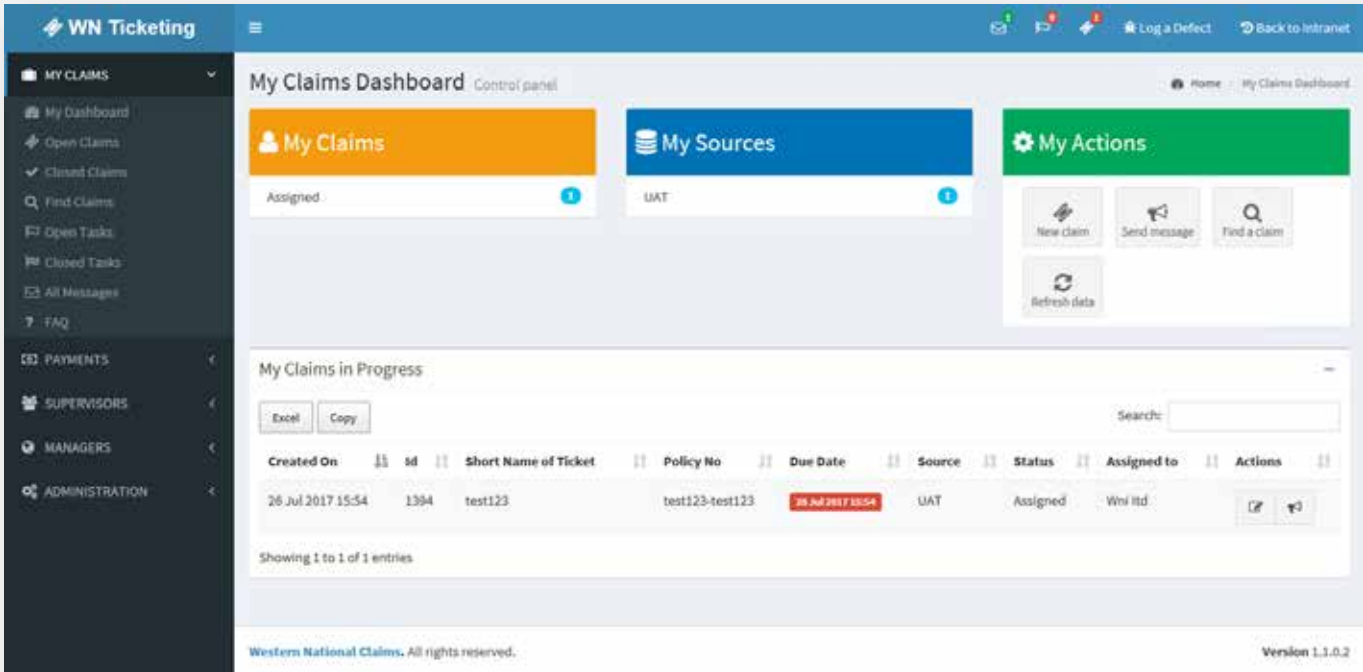 WN Ticketing
Log a Defect
Back to Intranet
MY CLAIMS
My Dashboard
Open Claims
Closed Claims
Find Claims
Open Tasks
Closed Tasks
All Messages
? FAQ
PAYMENTS
SUPERVISORS
MANAGERS
ADMINISTRATION
My Claims Dashboard Control panel
Home My Claims Dashboard
My Claims
Assigned 1
My Sources
UAT 1
My Actions
New claim Send message Find a claim
Refresh data
My Claims in Progress
Excel Copy Search:
Created On Id Short Name of Ticket Policy No Due Date Source Status Assigned to Actions
26 Jul 2017 15:54 1394 test123 test123-test123 26 Jul 2017 15:54 UAT Assigned Wni ltd
Showing 1 to 1 of 1 entries
Western National Claims. All rights reserved. Version 1.1.0.2